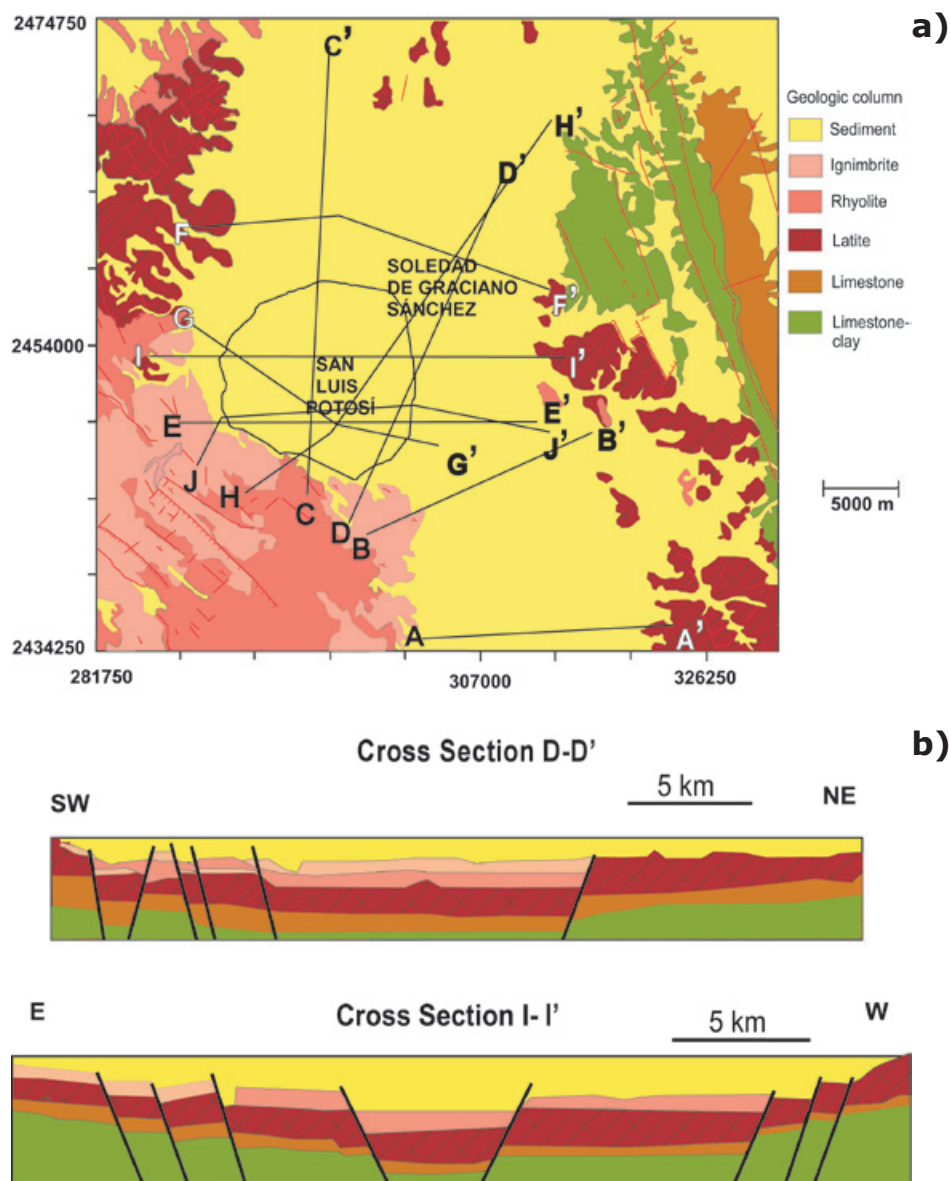 a)
2474750
2454000
2434250
281750
307000
326250
C'
H'
D'
F
SOLEDAD
DE GRACIANO
SÁNCHEZ
F'
G
I
SAN
LUIS
POTOSÍ
I'
E
E'
J'
B'
G'
J
H
C
D
B
A
A'
Geologic column
Sediment
Ignimbrite
Rhyolite
Latite
Limestone
Limestone-
clay
5000 m
b)
Cross Section D-D'
SW
5 km
NE
E
Cross Section I- I'
5 km
W